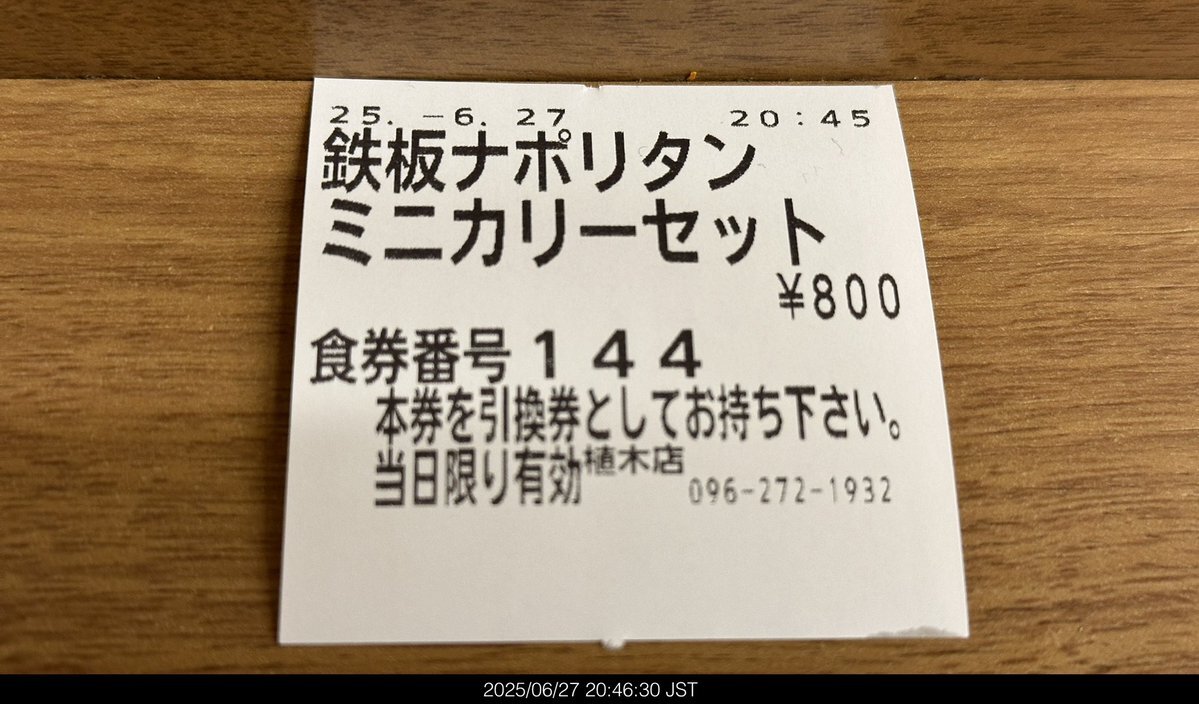 25. -6. 27 20:45
鉄板ナポリタン
ミニカリーセット
¥800
食券番号 144
本券を引換券としてお持ち下さい。
当日限り有効 植木店 096-272-1932
2025/06/27 20:46:30 JST